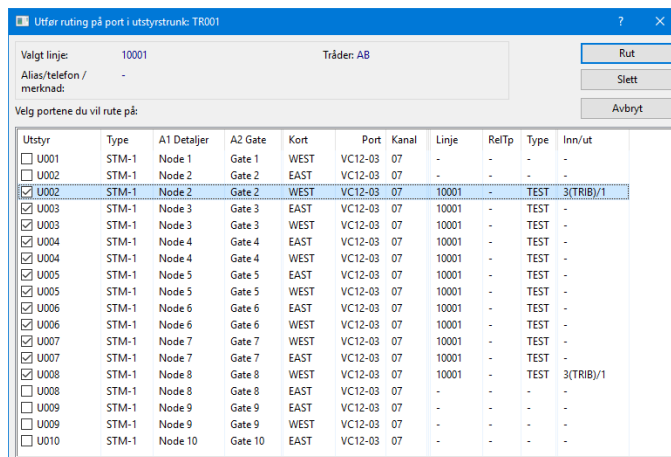 Utfør ruting på port i utstyrstrunk: TR001
Valgt linje: 10001 Tråder: AB
Alias/telefon / -
merknad:
Rut
Slett
Avbryt
Velg portene du vil rute på:
Utstyr Type A1 Detaljer A2 Gate Kort Port Kanal Linje RelTp Type Inn/ut
U001 STM-1 Node 1 Gate 1 WEST VC12-03 07 - - - -
U002 STM-1 Node 2 Gate 2 EAST VC12-03 07 - - - -
U002 STM-1 Node 2 Gate 2 WEST VC12-03 07 10001 - TEST 3(TRIB)/1
U003 STM-1 Node 3 Gate 3 EAST VC12-03 07 10001 - TEST -
U003 STM-1 Node 3 Gate 3 WEST VC12-03 07 10001 - TEST -
U004 STM-1 Node 4 Gate 4 EAST VC12-03 07 10001 - TEST -
U004 STM-1 Node 4 Gate 4 WEST VC12-03 07 10001 - TEST -
U005 STM-1 Node 5 Gate 5 WEST VC12-03 07 10001 - TEST -
U005 STM-1 Node 5 Gate 5 EAST VC12-03 07 10001 - TEST -
U006 STM-1 Node 6 Gate 6 EAST VC12-03 07 10001 - TEST -
U006 STM-1 Node 6 Gate 6 WEST VC12-03 07 10001 - TEST -
U007 STM-1 Node 7 Gate 7 WEST VC12-03 07 10001 - TEST -
U007 STM-1 Node 7 Gate 7 EAST VC12-03 07 10001 - TEST -
U008 STM-1 Node 8 Gate 8 WEST VC12-03 07 10001 - TEST 3(TRIB)/1
U008 STM-1 Node 8 Gate 8 EAST VC12-03 07 - - - -
U009 STM-1 Node 9 Gate 9 EAST VC12-03 07 - - - -
U009 STM-1 Node 9 Gate 9 WEST VC12-03 07 - - - -
U010 STM-1 Node 10 Gate 10 EAST VC12-03 07 - - - -